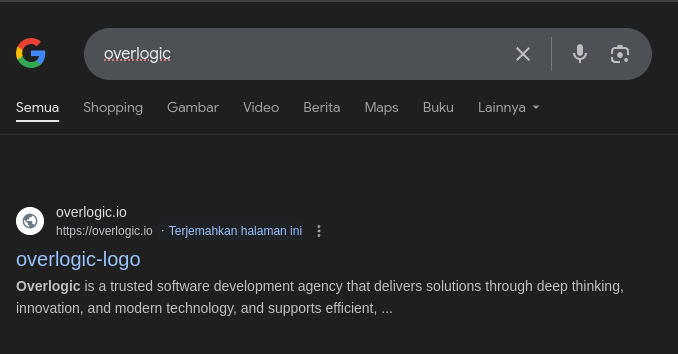 overlogic
Semua Shopping Gambar Video Berita Maps Buku Lainnya
overlogic.io
https://overlogic.io · Terjemahkan halaman ini
overlogic-logo
Overlogic is a trusted software development agency that delivers solutions through deep thinking,
innovation, and modern technology, and supports efficient, ...